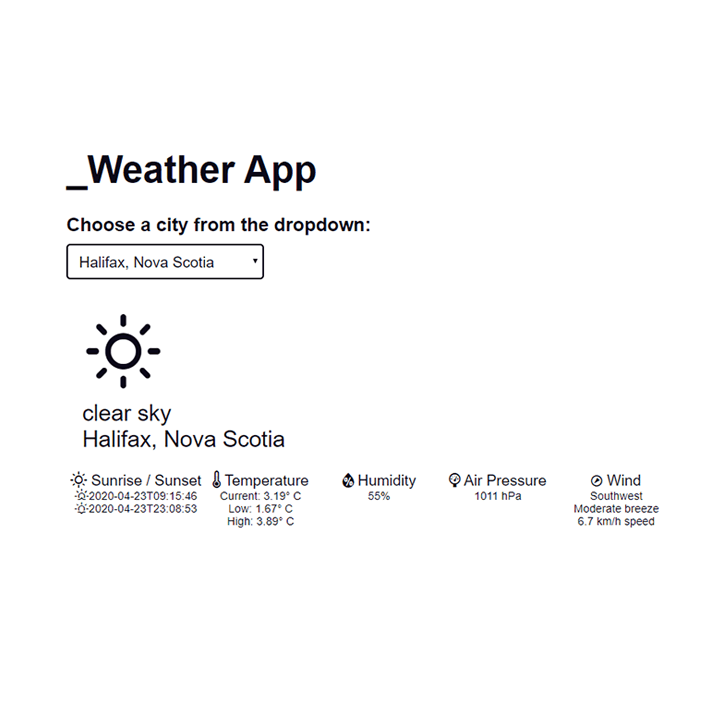 _Weather App
Choose a city from the dropdown:
Halifax, Nova Scotia
clear sky
Halifax, Nova Scotia
Sunrise / Sunset
2020-04-23T09:15:46
2020-04-23T23:08:53
Temperature
Current: 3.19° C
Low: 1.67° C
High: 3.89° C
Humidity
55%
Air Pressure
1011 hPa
Wind
Southwest
Moderate breeze
6.7 km/h speed